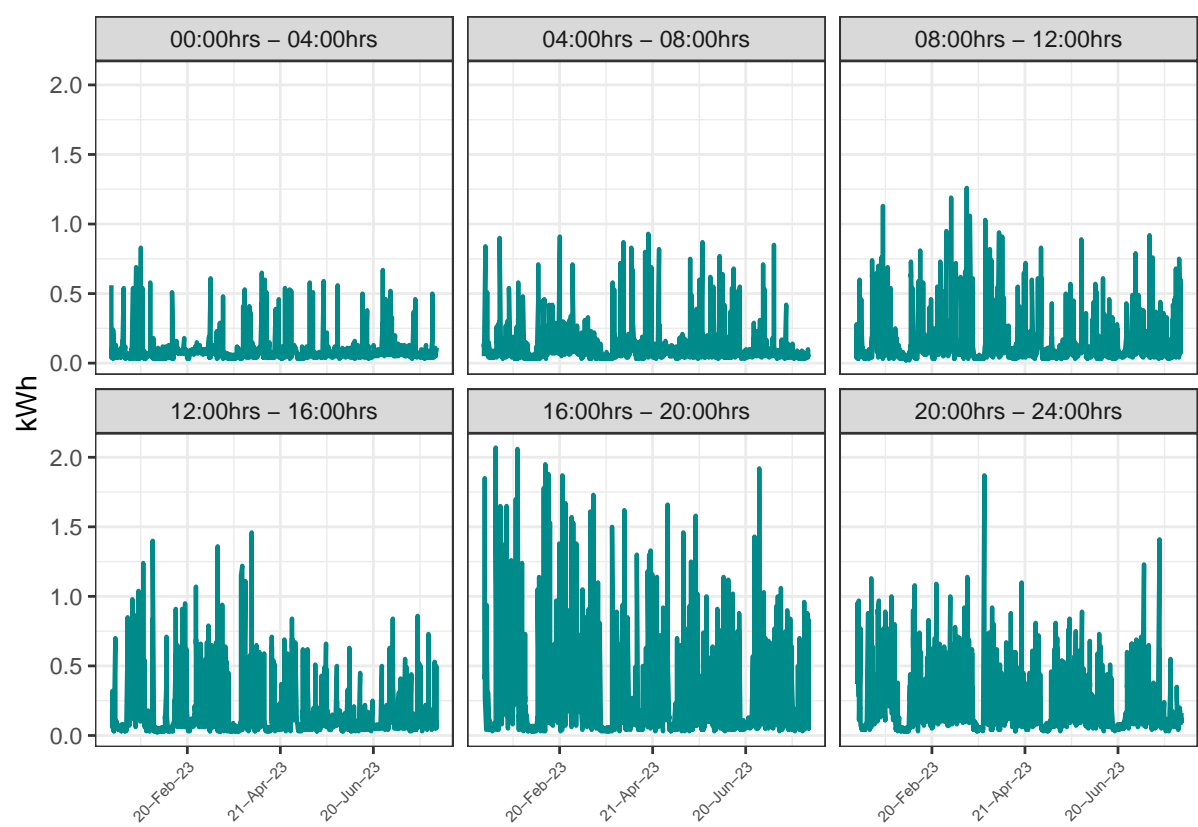 00:00hrs − 04:00hrs
04:00hrs − 08:00hrs
08:00hrs − 12:00hrs
2.0
1.5
1.0
0.5
0.0
kWh
12:00hrs − 16:00hrs
16:00hrs − 20:00hrs
20:00hrs − 24:00hrs
2.0
1.5
1.0
0.5
0.0
20−Feb−23
21−Apr−23
20−Jun−23
20−Feb−23
21−Apr−23
20−Jun−23
20−Feb−23
21−Apr−23
20−Jun−23